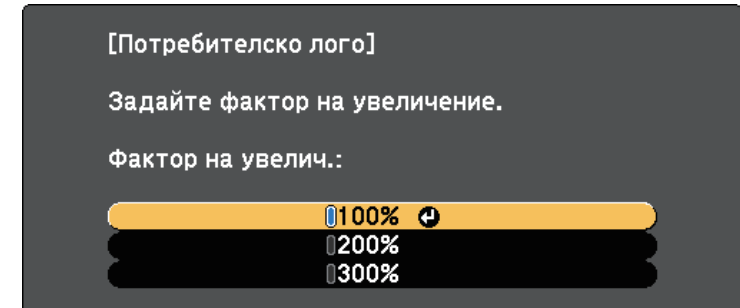 [Потребителско лого]
Задайте фактор на увеличение.
Фактор на увелич.:
100%
200%
300%